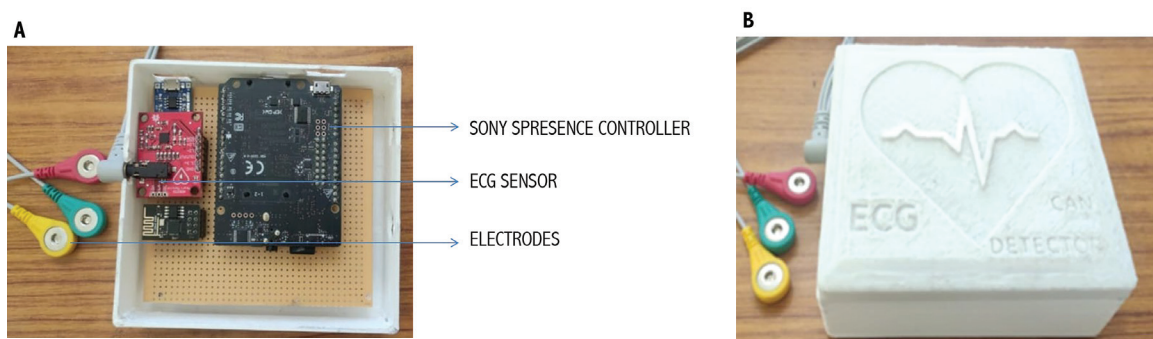 A
B
SONY SPRESENCE CONTROLLER
ECG SENSOR
ELECTRODES
ECG
CAN
DETECTOR